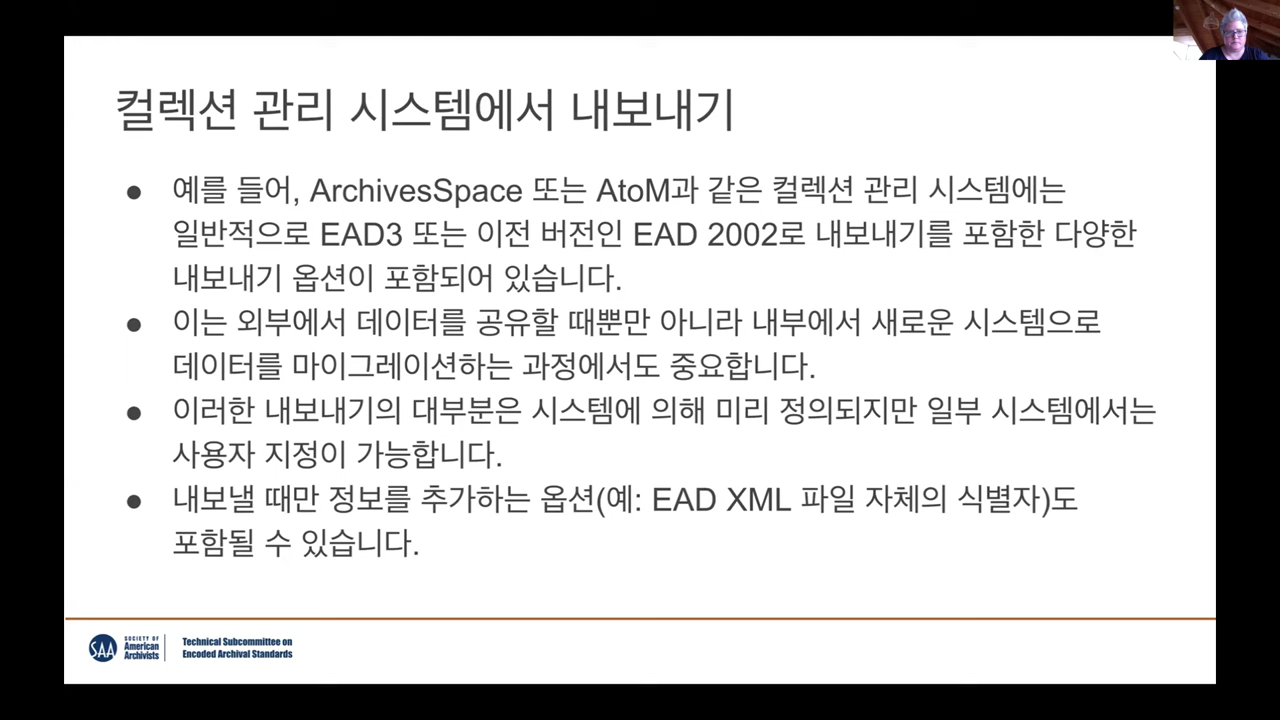 컬렉션 관리 시스템에서 내보내기
● 예를 들어, ArchivesSpace 또는 AtoM과 같은 컬렉션 관리 시스템에는
일반적으로 EAD3 또는 이전 버전인 EAD 2002로 내보내기를 포함한 다양한
내보내기 옵션이 포함되어 있습니다.
● 이는 외부에서 데이터를 공유할 때뿐만 아니라 내부에서 새로운 시스템으로
데이터를 마이그레이션하는 과정에서도 중요합니다.
● 이러한 내보내기의 대부분은 시스템에 의해 미리 정의되지만 일부 시스템에서는
사용자 지정이 가능합니다.
● 내보낼 때만 정보를 추가하는 옵션(예: EAD XML 파일 자체의 식별자)도
포함될 수 있습니다.
SAA
SOCIETY OF
American
Archivists
Technical Subcommittee on
Encoded Archival Standards